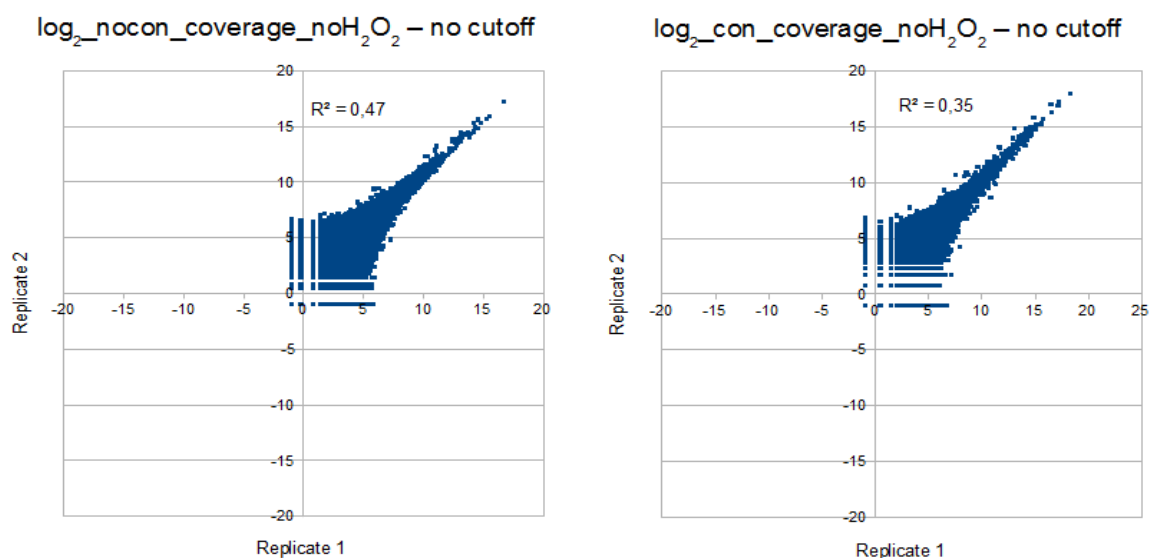 log₂_nocon_coverage_noH₂O₂ – no cutoff
20
R² = 0,47
15
10
5
0
-20 -15 -10 -5 0 5 10 15 20
-5
-10
-15
-20
Replicate 2
Replicate 1
log₂_con_coverage_noH₂O₂ – no cutoff
20
R² = 0,35
15
10
5
0
-20 -15 -10 -5 0 5 10 15 20 25
-5
-10
-15
-20
Replicate 2
Replicate 1